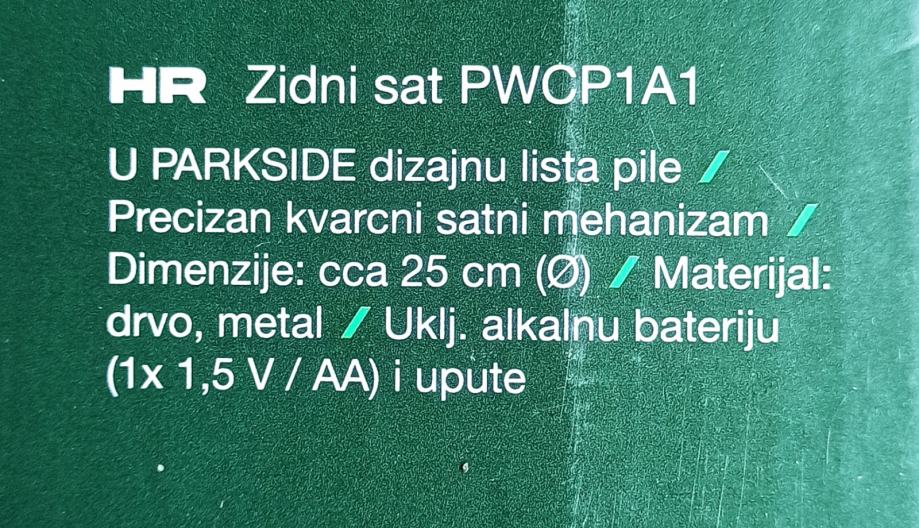 HR Zidni sat PWCP1A1
U PARKSIDE dizajnu lista pile /
Precizan kvarcni satni mehanizam /
Dimenzije: cca 25 cm (Ø) / Materijal:
drvo, metal / Uklj. alkalnu bateriju
(1x 1,5 V / AA) i upute